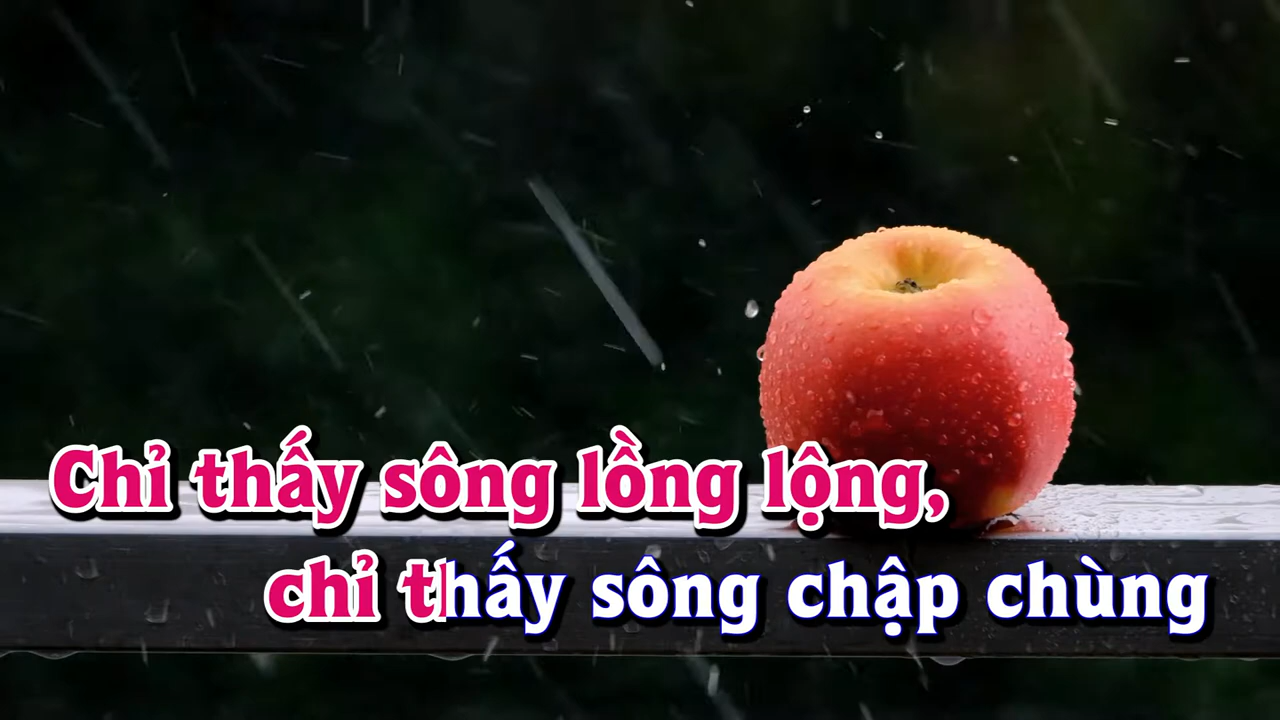 Chỉ thấy sông lồng lộng,
chỉ thấy sông chập chùng